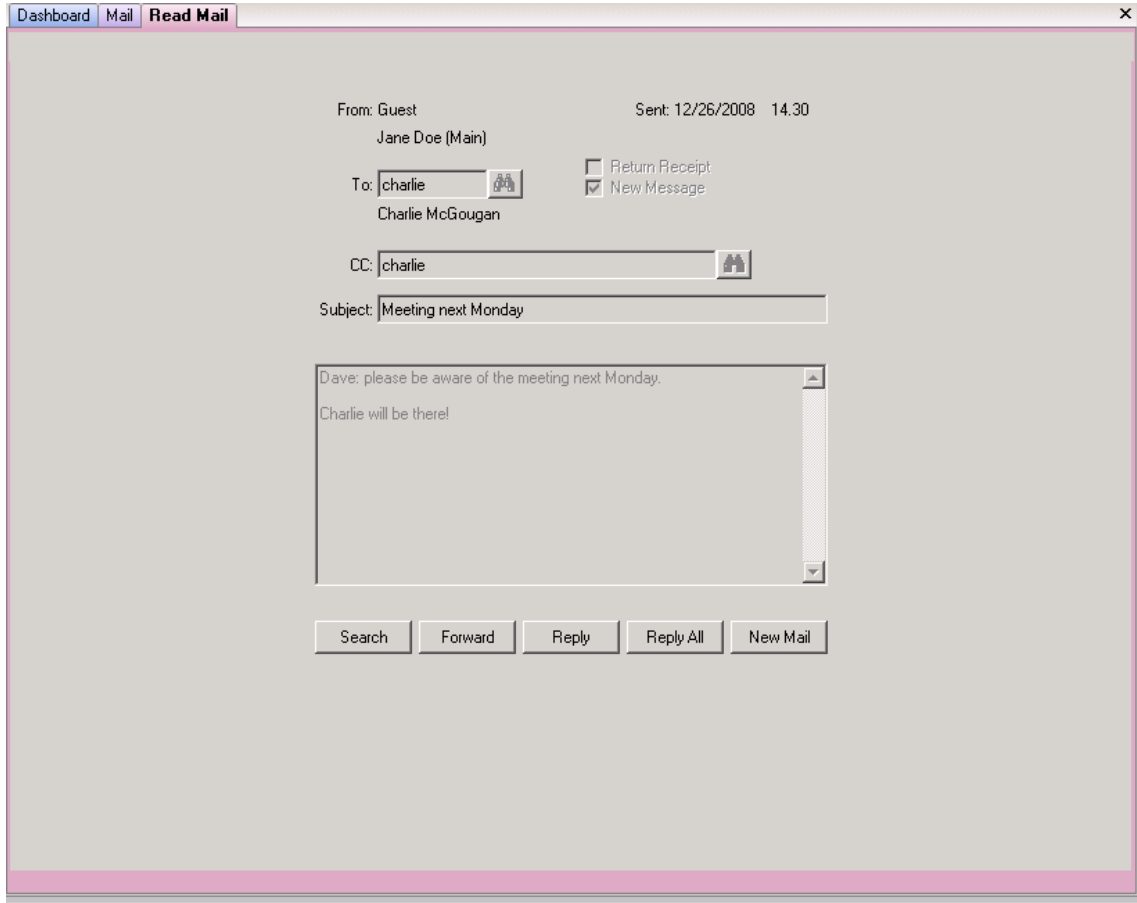 Dashboard Mail Read Mail
From: Guest Sent: 12/26/2008 14.30
Jane Doe (Main)
Return Receipt
To: charlie
New Message
Charlie McGougan
CC: charlie
Subject: Meeting next Monday
Dave: please be aware of the meeting next Monday.
Charlie will be there!
Search Forward Reply Reply All New Mail